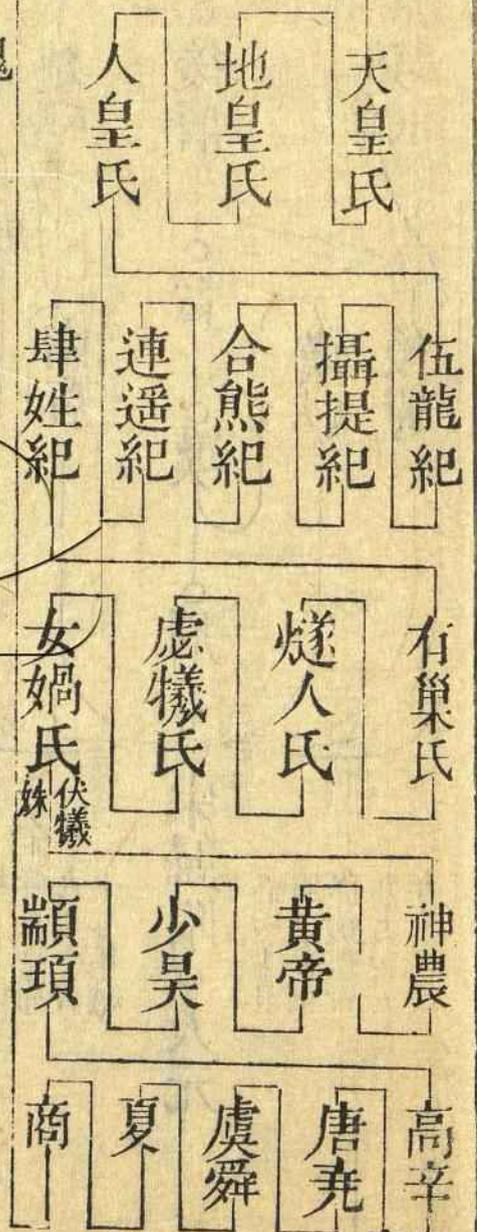 天皇氏
地皇氏
人皇氏
伍龍紀
攝提紀
合熊紀
連遥紀
肆姓紀
有巢氏
燧人氏
虙犧氏
女媧氏 伏犧妹
神農
黄帝
少昊
顓頊
高辛
唐尭
虞舜
夏
商